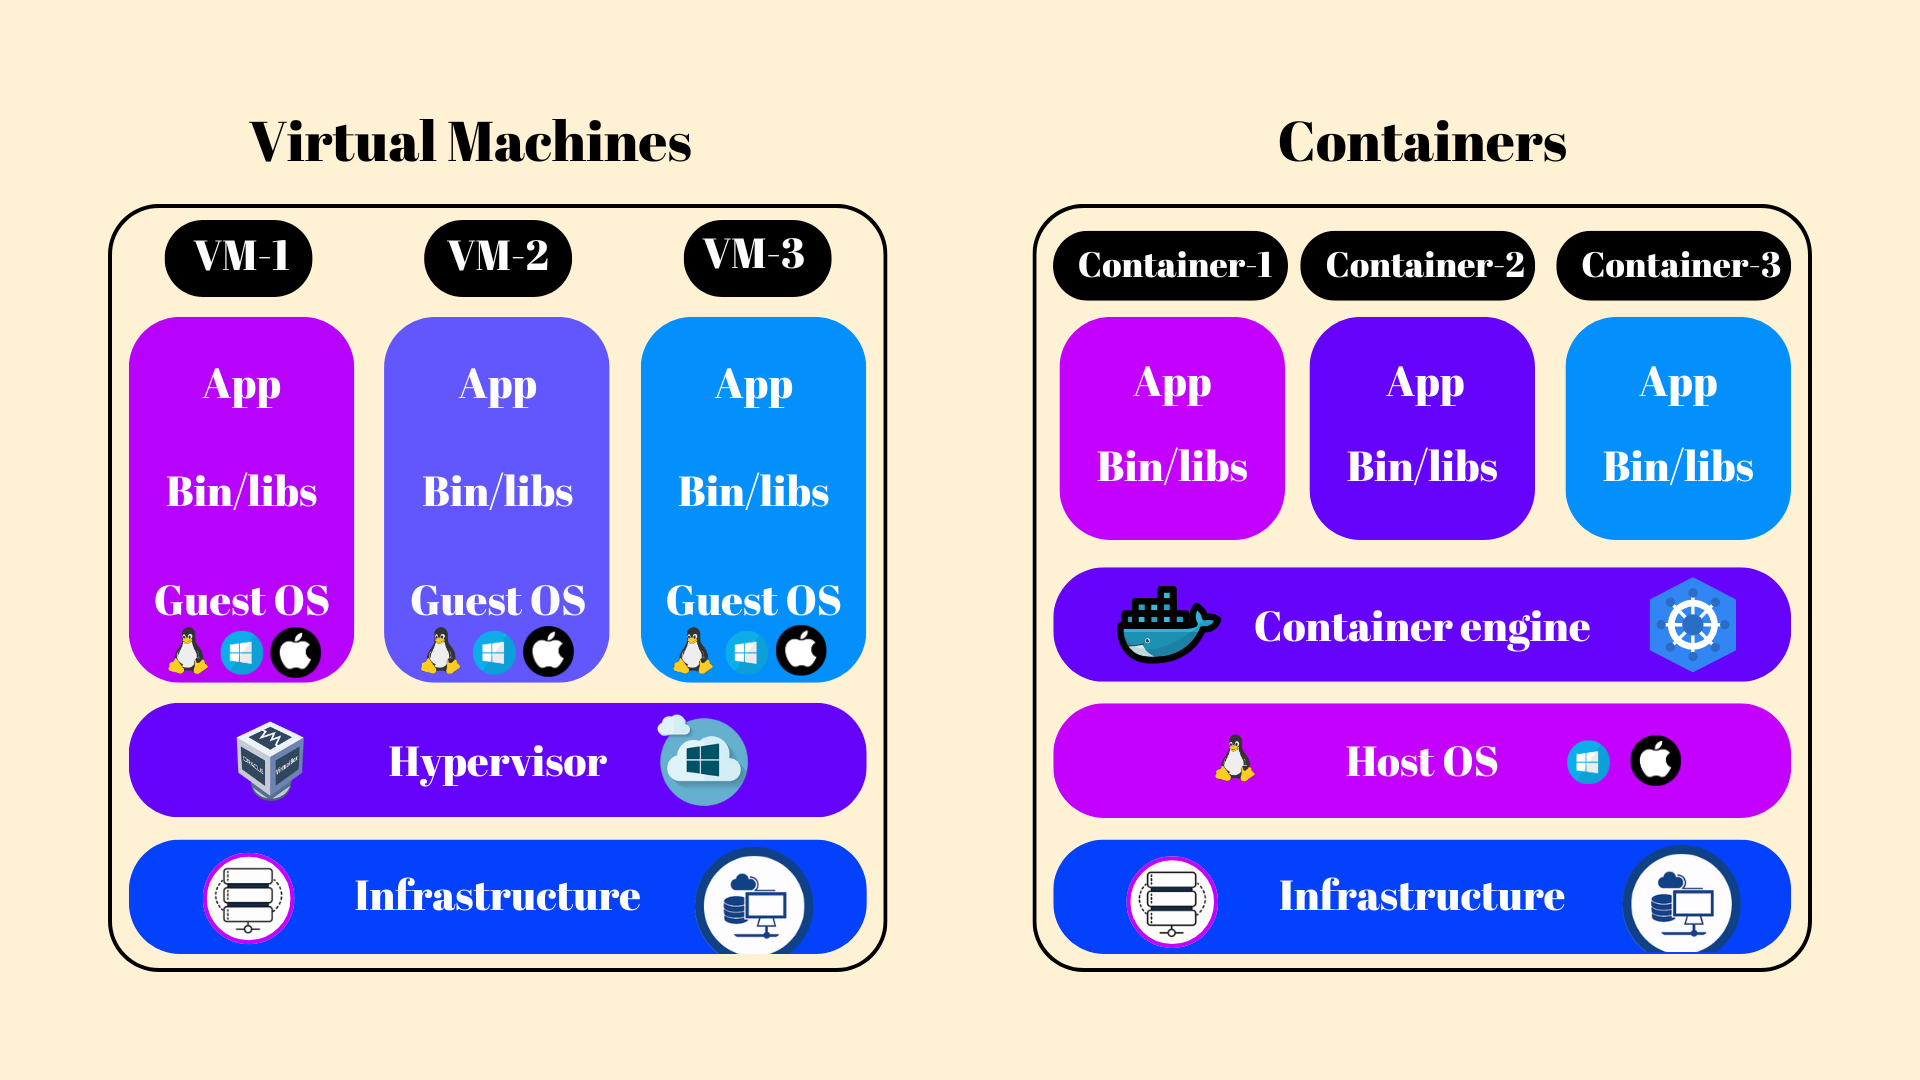 Virtual Machines
VM-1
VM-2
VM-3
App
App
App
Bin/libs
Bin/libs
Bin/libs
Guest OS
Guest OS
Guest OS
Hypervisor
ORACLE
VirtualBox
Infrastructure
Containers
Container-1
Container-2
Container-3
App
App
App
Bin/libs
Bin/libs
Bin/libs
Container engine
Host OS
Infrastructure